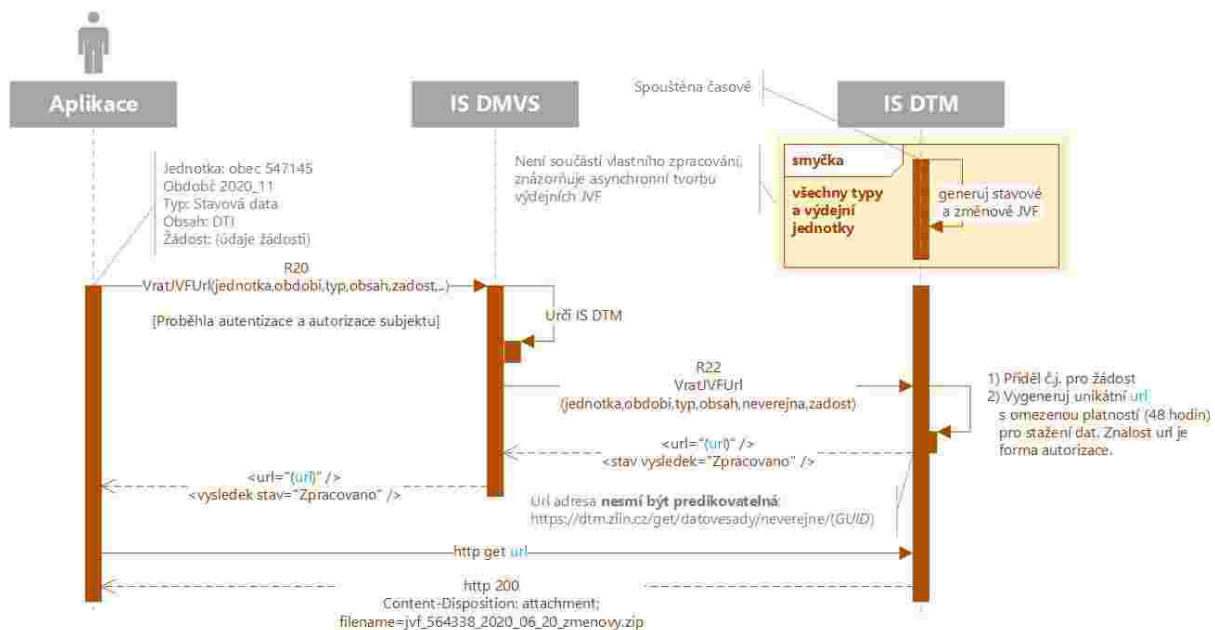 Aplikace
IS DMVS
IS DTM
Spouštěna časově
Jednotka: obec 547145
Období: 2020_11
Typ: Stavová data
Obsah: DTI
Žádost: (údaje žádosti)
Není součástí vlastního zpracování,
znázorňuje asynchronní tvorbu
výdejních JVF
smyčka
všechny typy
a výdejní
jednotky
generuj stavové
a změnové JVF
R20
VratJVFUrl(jednotka,obdobi,typ,obsah,zadost,..)
[Proběhla autentizace a autorizace subjektu]
Urči IS DTM
R22
VratJVFUrl
(jednotka,obdobi,typ,obsah,neverejna,zadost)
1) Přiděl č.j. pro žádost
2) Vygeneruj unikátní url
s omezenou platností (48 hodin)
pro stažení dat. Znalost url je
forma autorizace.
<url="(url)" />
<stav vysledek="Zpracovano" />
<url="(url)" />
<vysledek stav="Zpracovano" />
Url adresa nesmí být predikovatelná:
https://dtm.zlin.cz/get/datovesady/neverejne/(GUID)
http get url
http 200
Content-Disposition: attachment;
filename=jvf_564338_2020_06_20_zmenovy.zip